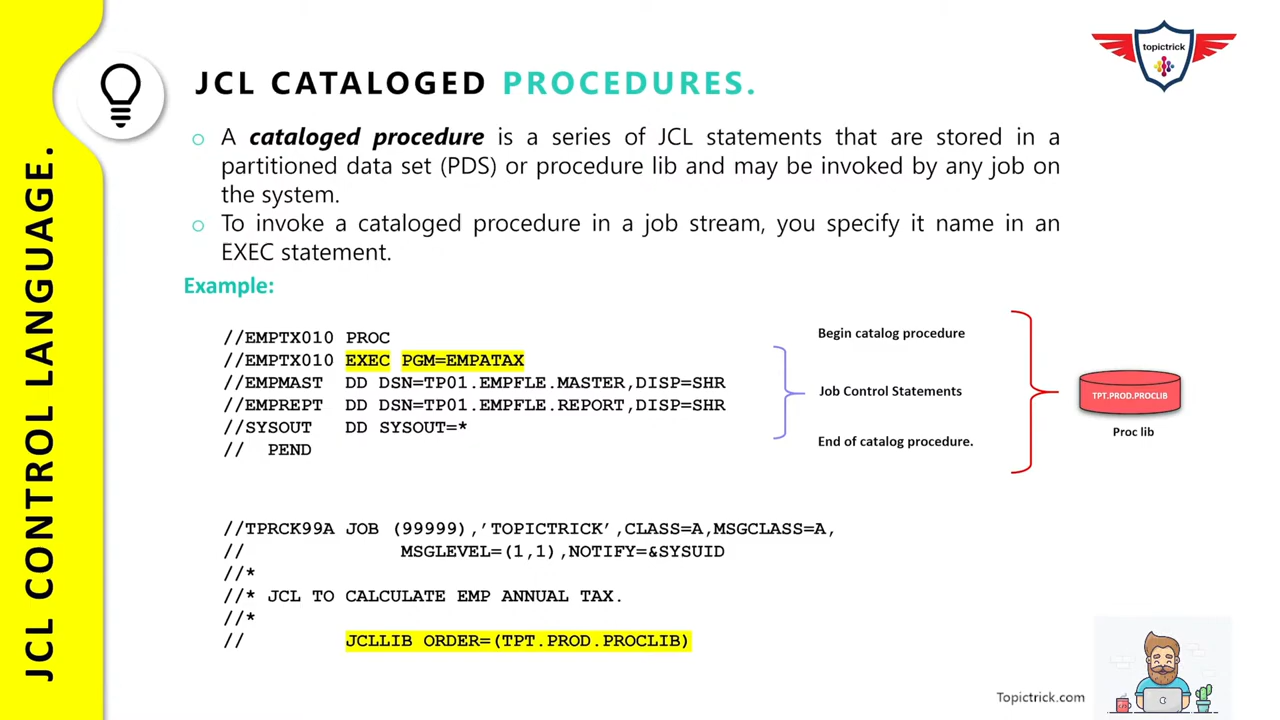 topictrick
JCL CATALOGED PROCEDURES.
JCL CONTROL LANGUAGE.
o A cataloged procedure is a series of JCL statements that are stored in a
partitioned data set (PDS) or procedure lib and may be invoked by any job on
the system.
o To invoke a cataloged procedure in a job stream, you specify it name in an
EXEC statement.
Example:
//EMPTX010 PROC
//EMPTX010 EXEC PGM=EMPATAX
//EMPMAST  DD DSN=TP01.EMPFLE.MASTER,DISP=SHR
//EMPREPT  DD DSN=TP01.EMPFLE.REPORT,DISP=SHR
//SYSOUT   DD SYSOUT=*
//  PEND
Begin catalog procedure
Job Control Statements
End of catalog procedure.
TPT.PROD.PROCLIB
Proc lib
//TPRCK99A JOB (99999),’TOPICTRICK’,CLASS=A,MSGCLASS=A,
//              MSGLEVEL=(1,1),NOTIFY=&SYSUID
//*
//* JCL TO CALCULATE EMP ANNUAL TAX.
//*
//         JCLLIB ORDER=(TPT.PROD.PROCLIB)
Topictrick.com